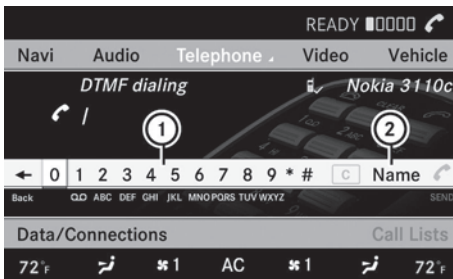 READY
Navi Audio Telephone Video Vehicle
DTMF dialing Nokia 3110c
/
1 2
0 1 2 3 4 5 6 7 8 9 * # C Name
Back ABC DEF GHI JKL MNO PQRS TUV WXYZ SEND
Data/Connections Call Lists
72°F 1 AC 1 72°F